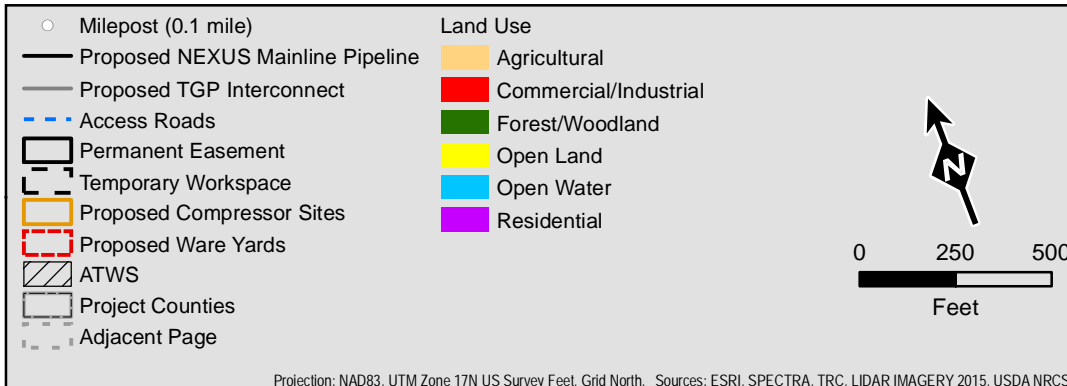 Milepost (0.1 mile)
Proposed NEXUS Mainline Pipeline
Proposed TGP Interconnect
Access Roads
Permanent Easement
Temporary Workspace
Proposed Compressor Sites
Proposed Ware Yards
ATWS
Project Counties
Adjacent Page
Land Use
Agricultural
Commercial/Industrial
Forest/Woodland
Open Land
Open Water
Residential
N
0 250 500
Feet
Projection: NAD83, UTM Zone 17N US Survey Feet, Grid North. Sources: ESRI, SPECTRA, TRC, LIDAR IMAGERY 2015, USDA NRCS